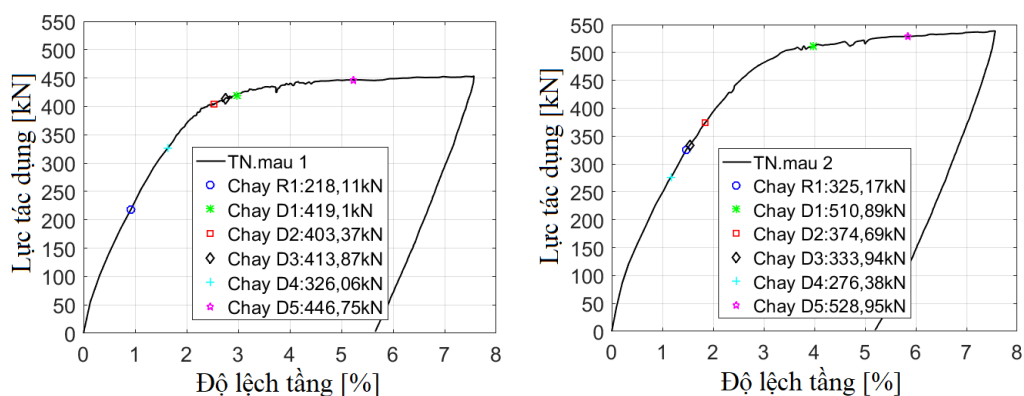 550
500
450
400
350
300
250
200
150
100
50
0
Lực tác dụng [kN]
TN.mau 1
Chay R1:218,11kN
Chay D1:419,1kN
Chay D2:403,37kN
Chay D3:413,87kN
Chay D4:326,06kN
Chay D5:446,75kN
0 1 2 3 4 5 6 7 8
Độ lệch tầng [%]
550
500
450
400
350
300
250
200
150
100
50
0
Lực tác dụng [kN]
TN.mau 2
Chay R1:325,17kN
Chay D1:510,89kN
Chay D2:374,69kN
Chay D3:333,94kN
Chay D4:276,38kN
Chay D5:528,95kN
0 1 2 3 4 5 6 7 8
Độ lệch tầng [%]